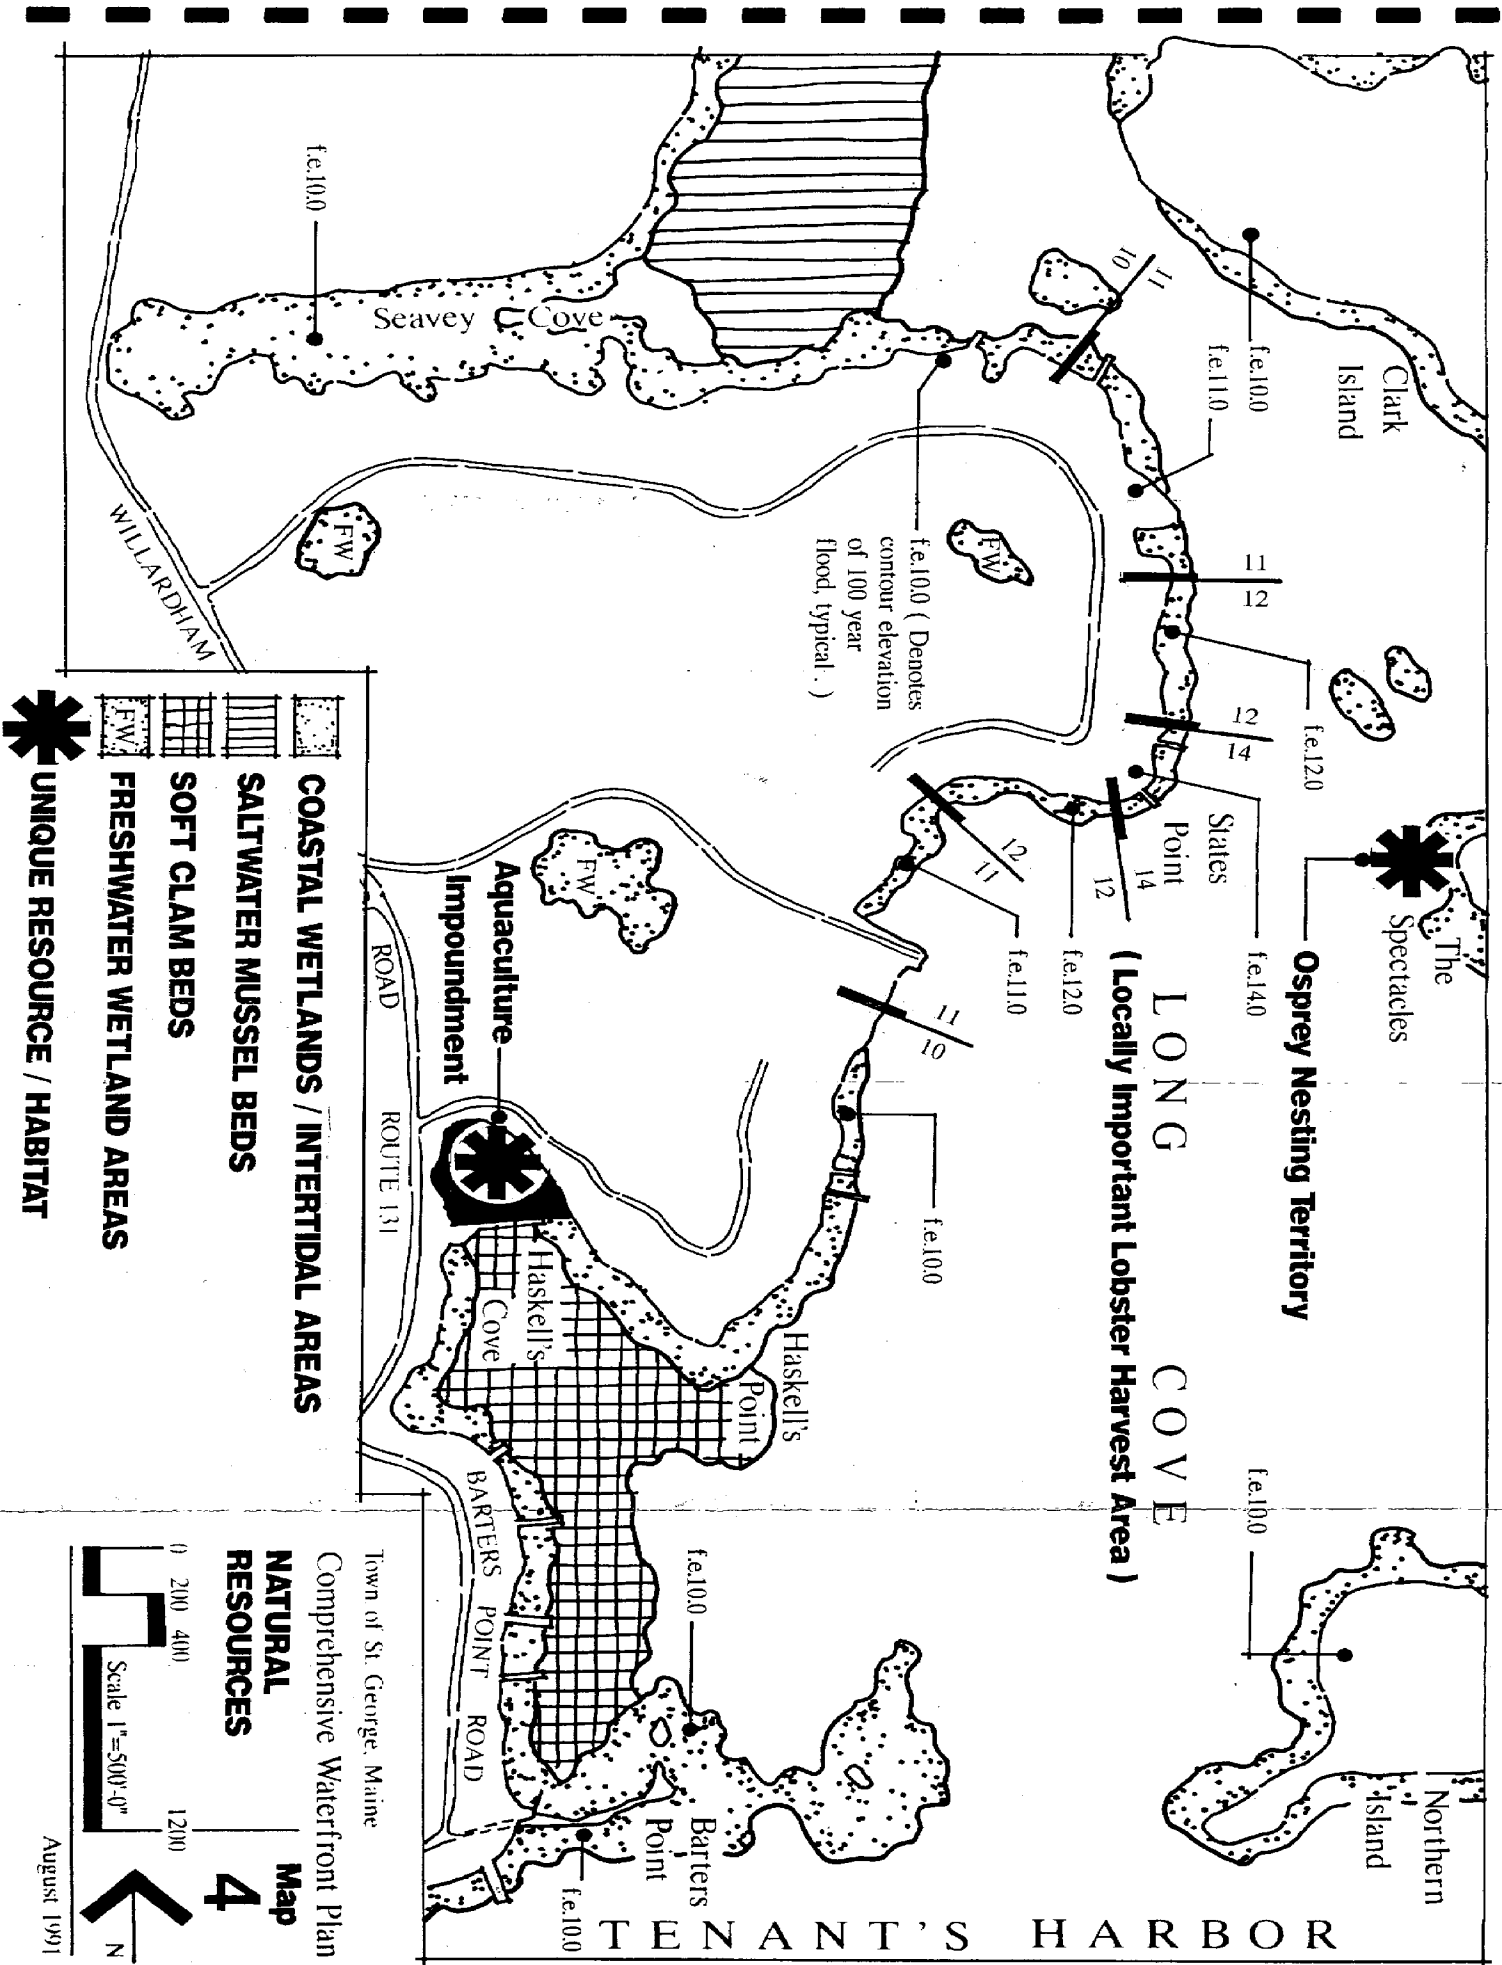 Clark
Island
f.e.10.0
f.e.11.0
11
10
Seavey Cove
f.e.10.0
f.e.10.0 ( Denotes
contour elevation
of 100 year
flood, typical . )
FW
FW
FW
WILLARDHAM
11
12
f.e.12.0
12
14
States
Point
f.e.14.0
14
12
f.e.12.0
12
11
f.e.11.0
11
10
f.e.10.0
The
Spectacles
Osprey Nesting Territory
LONG COVE
( Locally Important Lobster Harvest Area )
Aquaculture
Impoundment
ROAD
ROUTE 131
Haskell's
Cove
Haskell's
Point
BARTERS POINT ROAD
f.e.10.0
f.e.10.0
Northern
Island
Barters
Point
f.e.10.0
TENANT'S HARBOR
COASTAL WETLANDS / INTERTIDAL AREAS
SALTWATER MUSSEL BEDS
SOFT CLAM BEDS
FW
FRESHWATER WETLAND AREAS
UNIQUE RESOURCE / HABITAT
Town of St. George, Maine
Comprehensive Waterfront Plan
NATURAL
RESOURCES
Map
4
0 200 400 1200
Scale 1"=500'-0"
N
August 1991